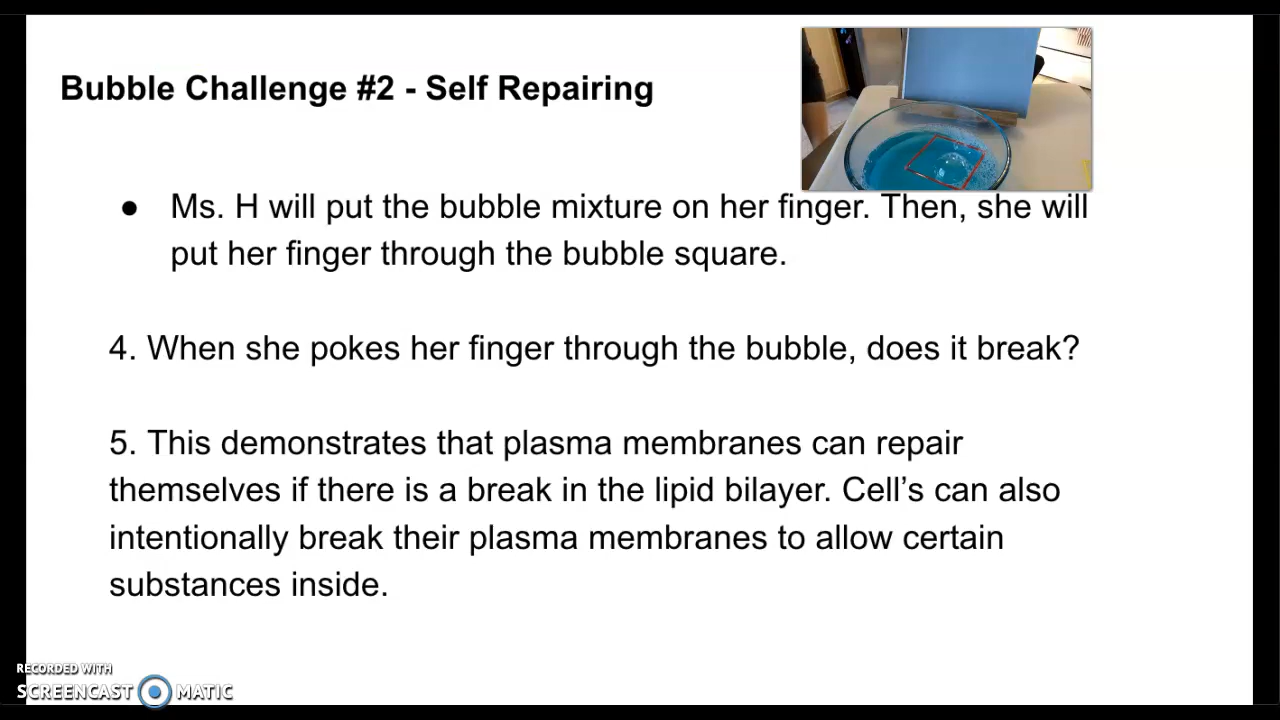 Bubble Challenge #2 - Self Repairing
● Ms. H will put the bubble mixture on her finger. Then, she will
put her finger through the bubble square.
4. When she pokes her finger through the bubble, does it break?
5. This demonstrates that plasma membranes can repair
themselves if there is a break in the lipid bilayer. Cell’s can also
intentionally break their plasma membranes to allow certain
substances inside.
RECORDED WITH
SCREENCAST MATIC